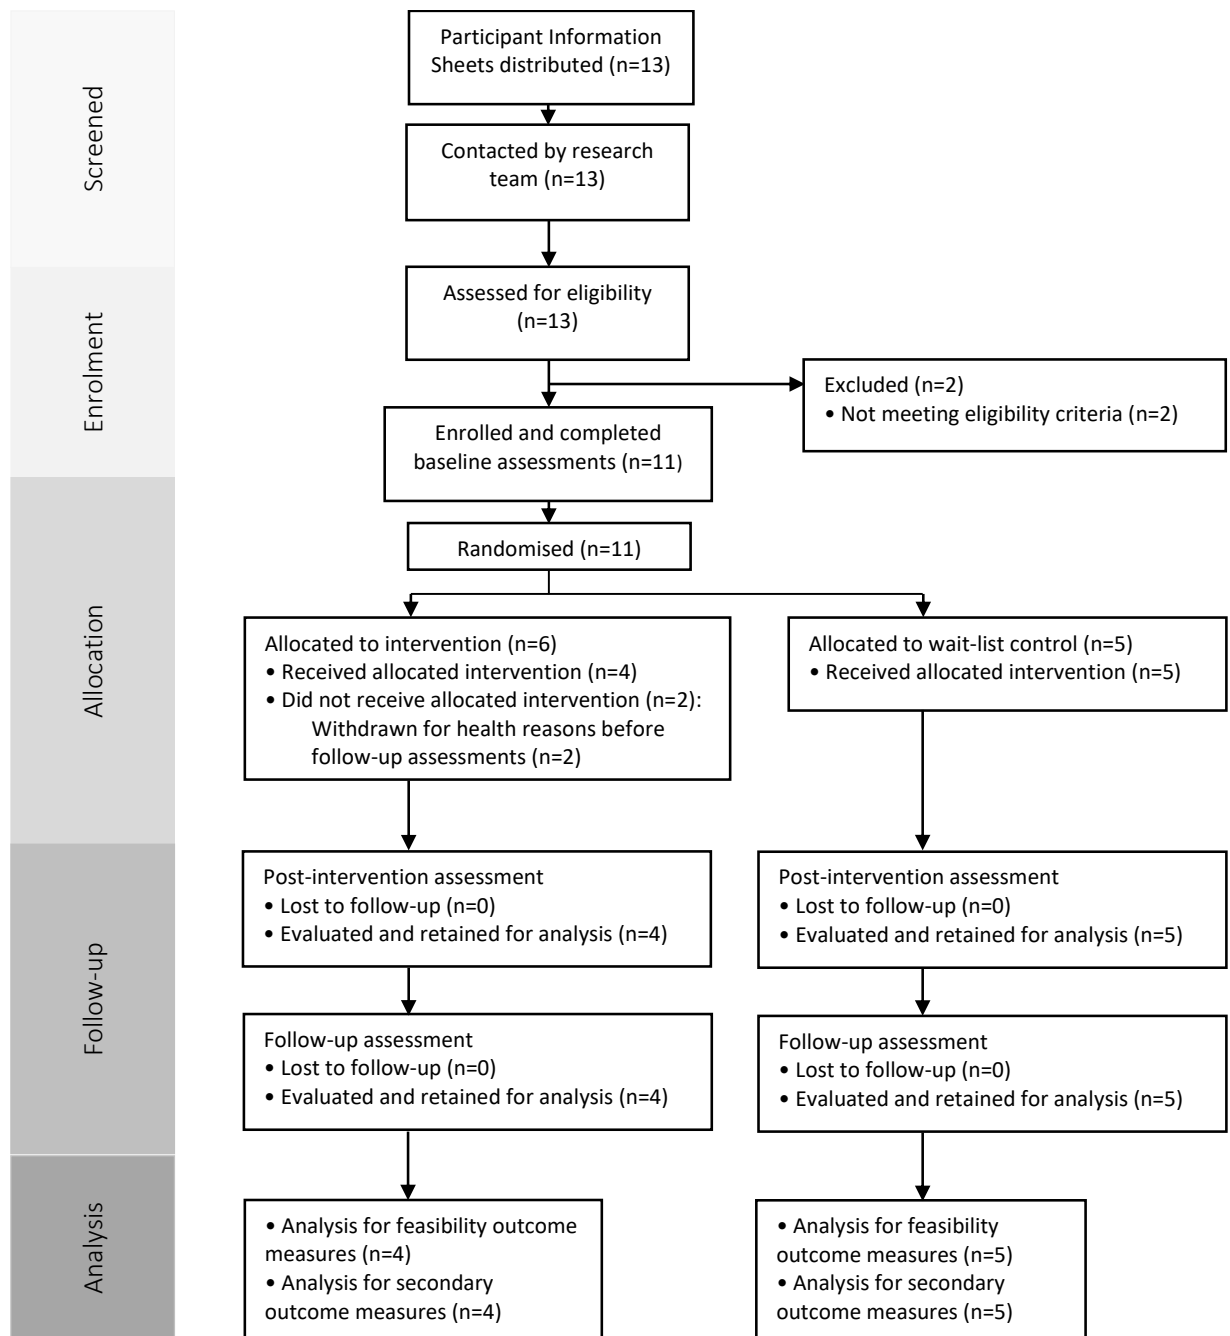 Screened
Participant Information
Sheets distributed (n=13)
Contacted by research
team (n=13)
Enrolment
Assessed for eligibility
(n=13)
Excluded (n=2)
• Not meeting eligibility criteria (n=2)
Enrolled and completed
baseline assessments (n=11)
Allocation
Randomised (n=11)
Allocated to intervention (n=6)
• Received allocated intervention (n=4)
• Did not receive allocated intervention (n=2):
Withdrawn for health reasons before
follow-up assessments (n=2)
Allocated to wait-list control (n=5)
• Received allocated intervention (n=5)
Follow-up
Post-intervention assessment
• Lost to follow-up (n=0)
• Evaluated and retained for analysis (n=4)
Post-intervention assessment
• Lost to follow-up (n=0)
• Evaluated and retained for analysis (n=5)
Follow-up assessment
• Lost to follow-up (n=0)
• Evaluated and retained for analysis (n=4)
Follow-up assessment
• Lost to follow-up (n=0)
• Evaluated and retained for analysis (n=5)
Analysis
• Analysis for feasibility outcome
measures (n=4)
• Analysis for secondary
outcome measures (n=4)
• Analysis for feasibility
outcome measures (n=5)
• Analysis for secondary
outcome measures (n=5)